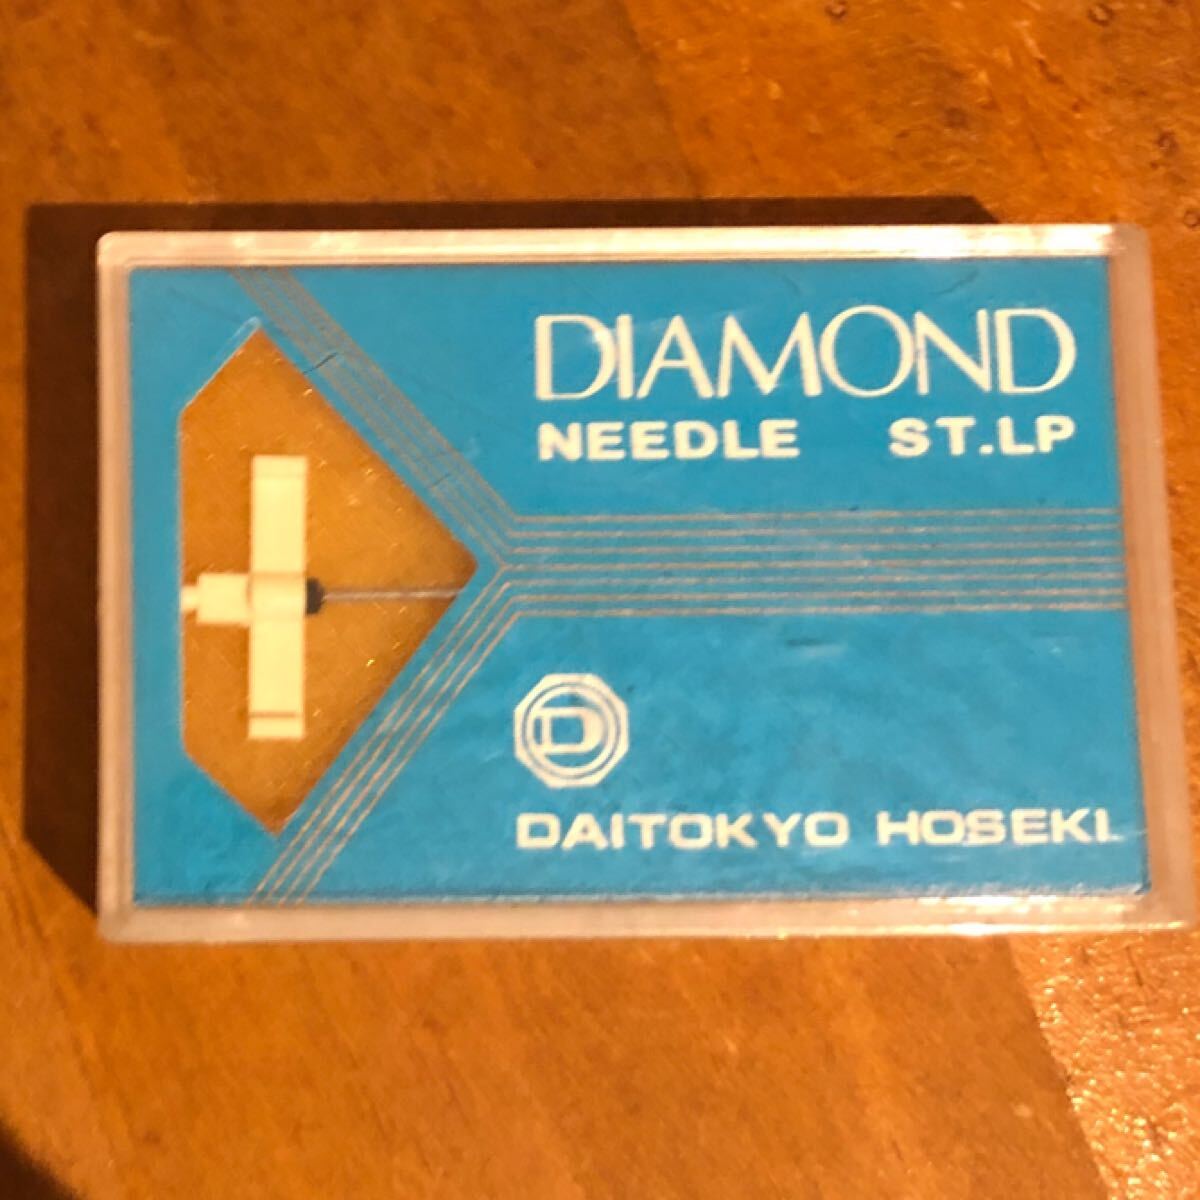 DIAMOND
NEEDLE ST.LP
D
DAITOKYO HOSEKI